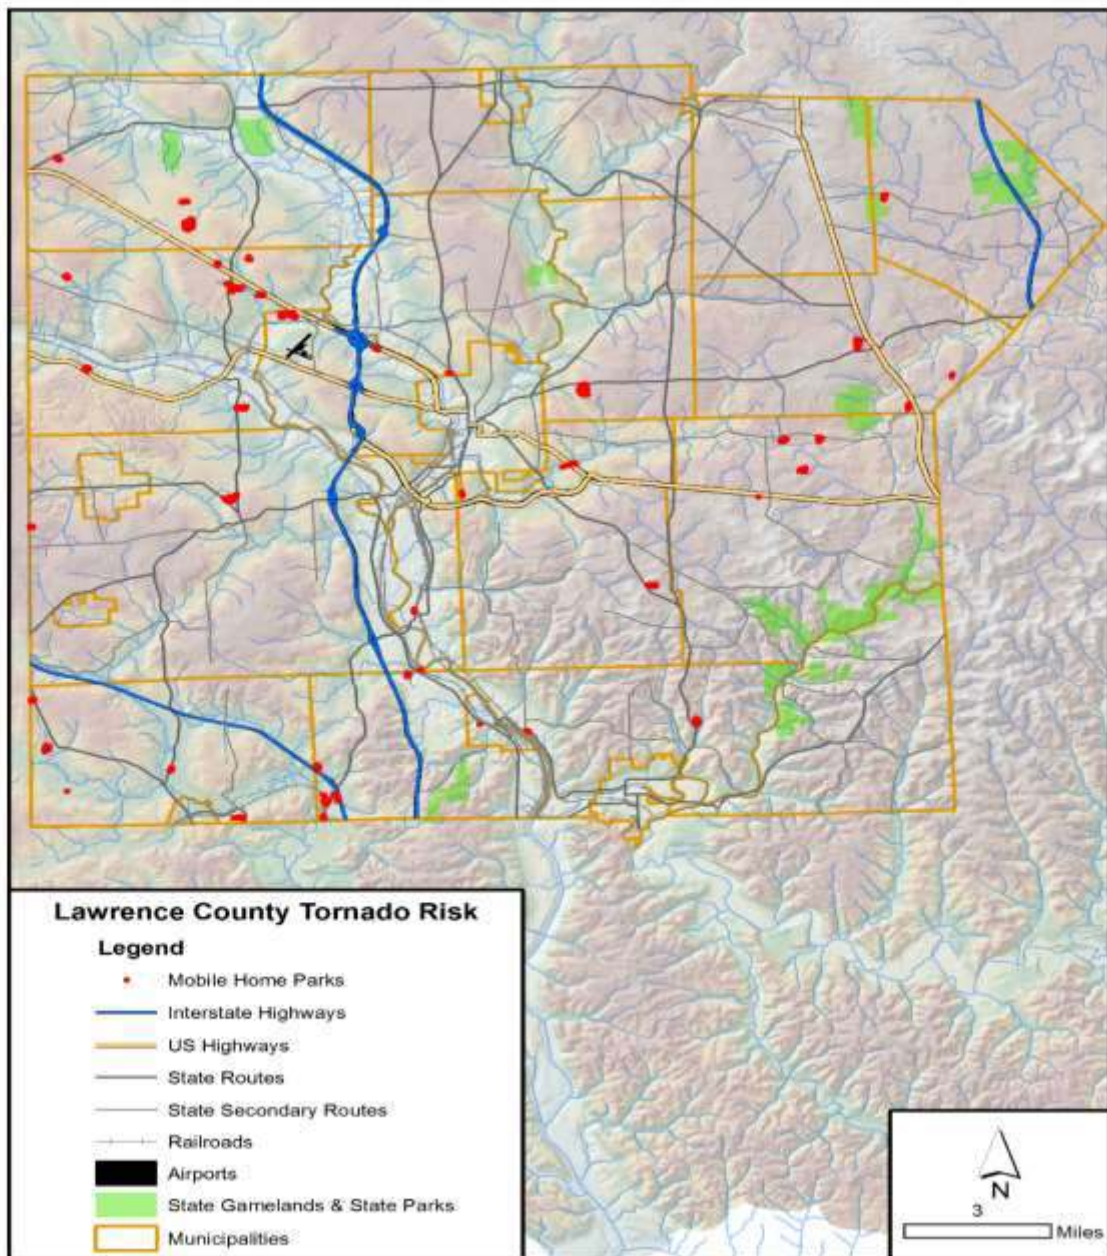 Lawrence County Tornado Risk
Legend
Mobile Home Parks
Interstate Highways
US Highways
State Routes
State Secondary Routes
Railroads
Airports
State Gamelands & State Parks
Municipalities
N
3
Miles